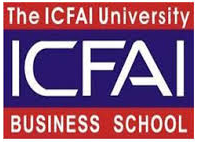 The ICFAI University
ICFAI
BUSINESS SCHOOL